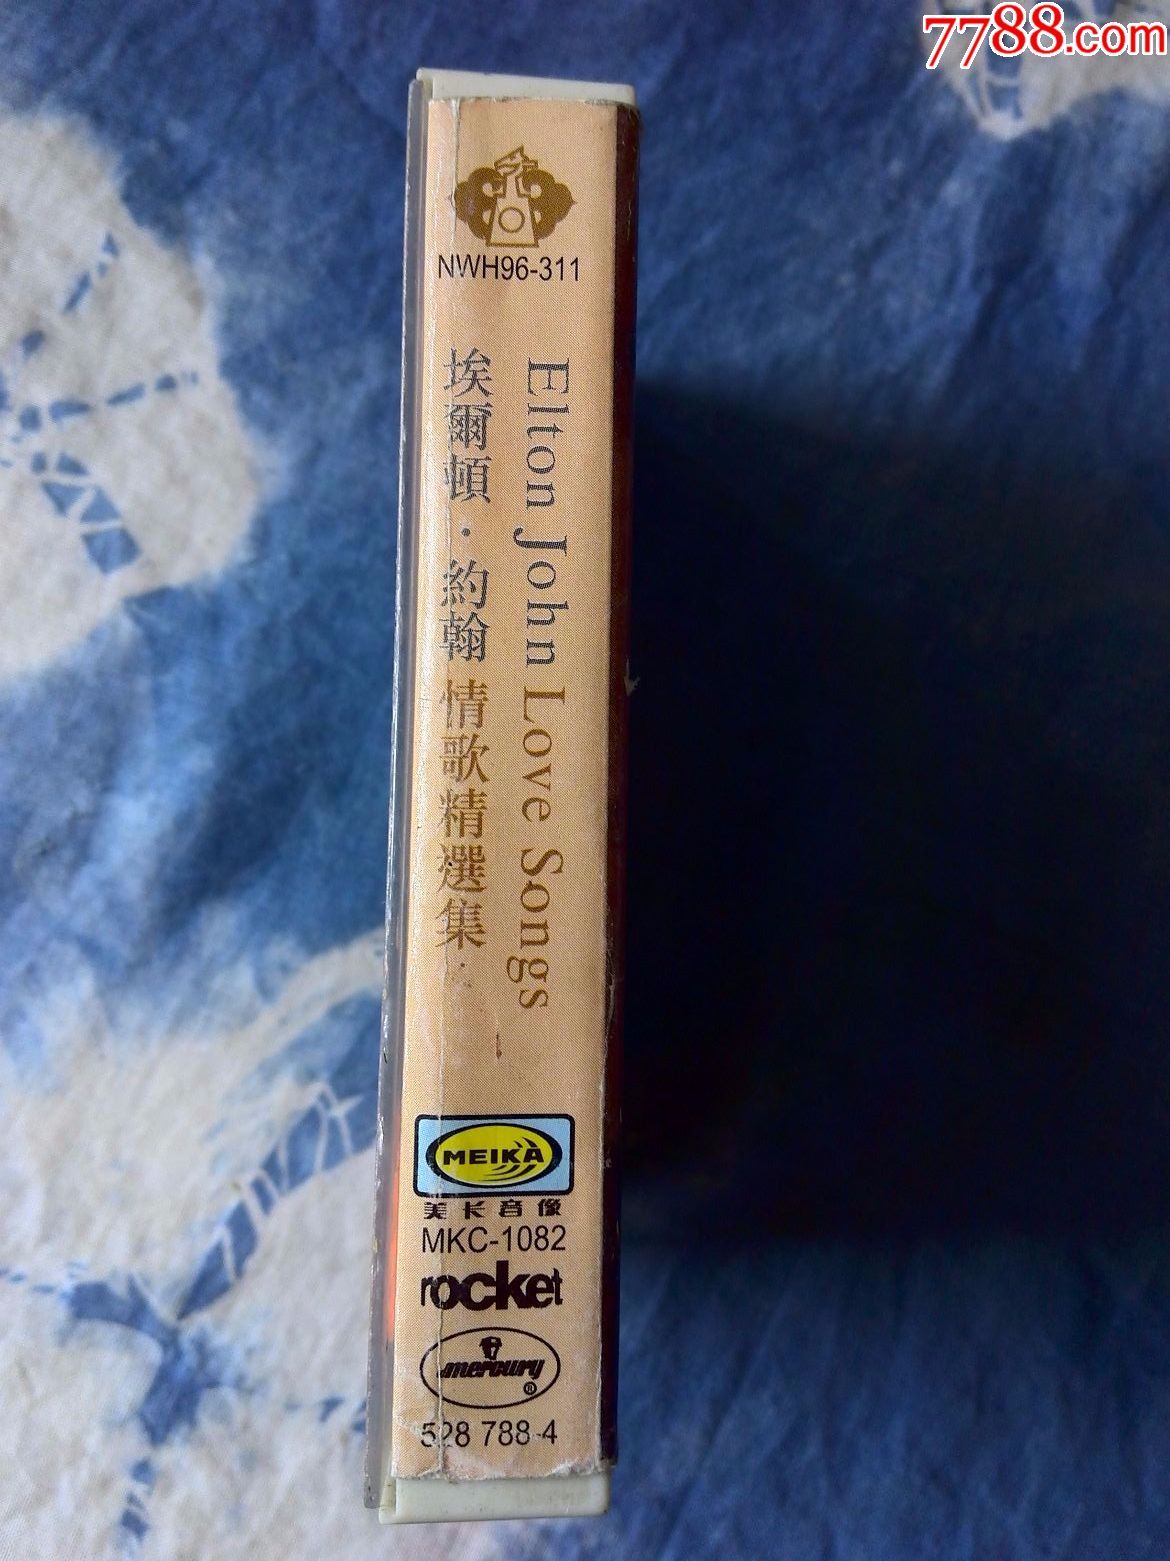 7788.com
NWH96-311
Elton John Love Songs
埃爾頓·約翰 情歌精選集
MEIKA
美长音像
MKC-1082
rocket
mercury
®
528 788-4